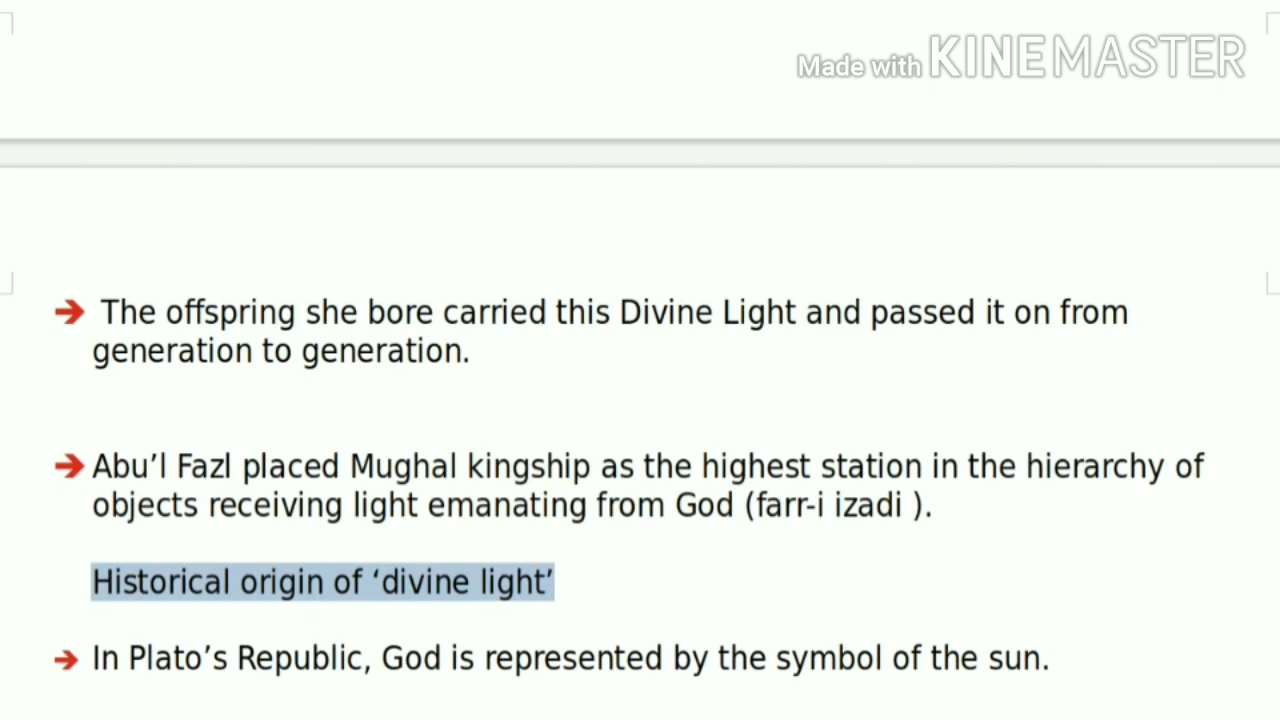 Made with KINEMASTER
➔ The offspring she bore carried this Divine Light and passed it on from
generation to generation.
➔ Abu’l Fazl placed Mughal kingship as the highest station in the hierarchy of
objects receiving light emanating from God (farr-i izadi ).
Historical origin of ‘divine light’
➔ In Plato’s Republic, God is represented by the symbol of the sun.